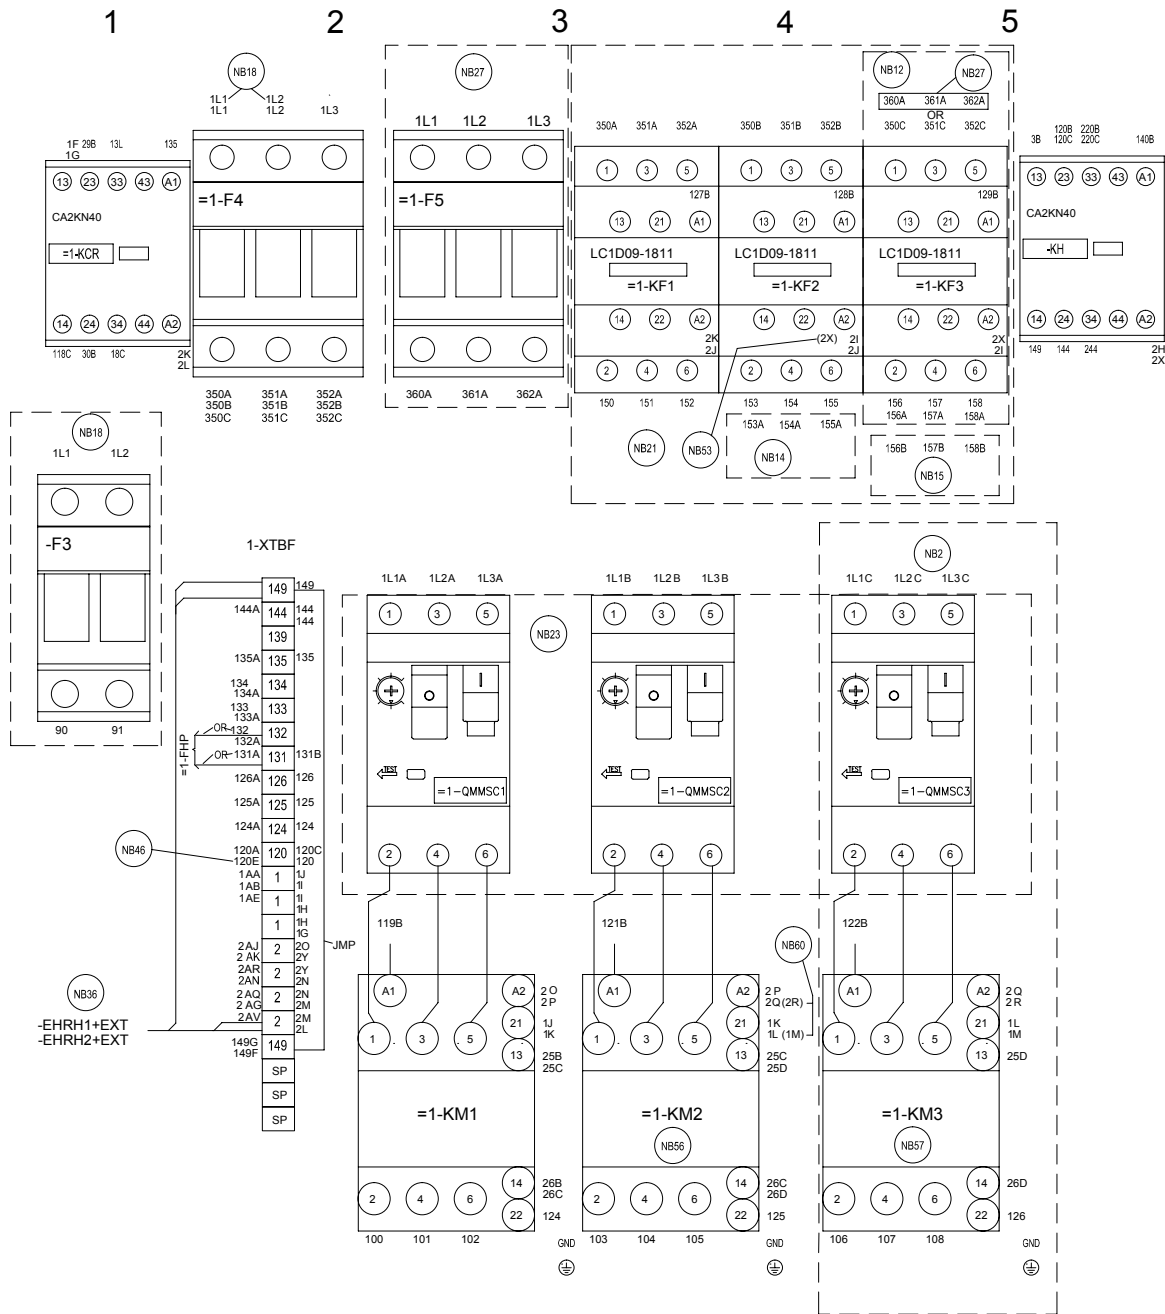 1 2 3 4 5
NB18
1L1 1L2
1L1 1L2 1L3
1F 29B 13L 135
1G
13 23 33 43 A1
CA2KN40
=1-KCR
14 24 34 44 A2
118C 30B 18C 2K
2L
=1-F4
350A 351A 352A
350B 351B 352B
350C 351C 352C
NB27
1L1 1L2 1L3
=1-F5
360A 361A 362A
350A 351A 352A
1 3 5
127B
13 21 A1
LC1D09-1811
=1-KF1
14 22 A2
2K
2J
2 4 6
150 151 152
NB21
NB53
350B 351B 352B
1 3 5
128B
13 21 A1
LC1D09-1811
=1-KF2
14 22 A2
(2X) 2I
2J
2 4 6
153 154 155
153A 154A 155A
NB14
NB12 NB27
360A 361A 362A
OR
350C 351C 352C
1 3 5
129B
13 21 A1
LC1D09-1811
=1-KF3
14 22 A2
2X
2I
2 4 6
156 157 158
156A 157A 158A
156B 157B 158B
NB15
120B 220B
3B 120C 220C 140B
13 23 33 43 A1
CA2KN40
-KH
14 24 34 44 A2
149 144 244 2H
2X
NB18
1L1 1L2
-F3
90 91
1-XTBF
149 149
144A 144 144
144
139
135A 135 135
134 134
134A
133 133
133A
OR 132 132
132A
=1-FHP
OR 131A 131 131B
126A 126 126
125A 125 125
124A 124 124
NB46
120A 120 120C
120E 120
1AA 1 1J
1AB 1I
1AE 1 1I
1H
1 1H
1G
2AJ 2 2O
2AK 2Y
2AR 2 2Y
2AN 2N
2AQ 2 2N
2AG 2M
2AV 2 2M
2L
149G 149
149F
SP
SP
SP
JMP
NB36
-EHRH1+EXT
-EHRH2+EXT
NB23
1L1A 1L2A 1L3A
1 3 5
TEST
=1-QMMSC1
2 4 6
119B
A1 A2 2O
2P
21 1J
1K
1 3 5
13 25B
25C
=1-KM1
14 26B
26C
2 4 6
22 124
100 101 102
GND
1L1B 1L2B 1L3B
1 3 5
TEST
=1-QMMSC2
2 4 6
121B
NB60
A1 A2 2P
2Q(2R)
21 1K
1L (1M)
1 3 5
13 25C
25D
=1-KM2
NB56
14 26C
26D
2 4 6
22 125
103 104 105
GND
NB2
1L1C 1L2C 1L3C
1 3 5
TEST
=1-QMMSC3
2 4 6
122B
A1 A2 2Q
2R
21 1L
1M
1 3 5
13 25D
=1-KM3
NB57
14 26D
2 4 6
22 126
106 107 108
GND